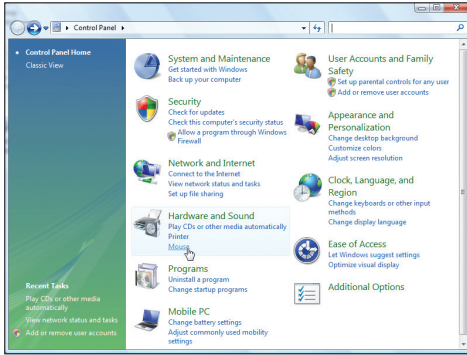 Control Panel
Control Panel Home
Classic View
System and Maintenance
Get started with Windows
Back up your computer
Security
Check for updates
Check this computer's security status
Allow a program through Windows
Firewall
Network and Internet
Connect to the Internet
View network status and tasks
Set up file sharing
Hardware and Sound
Play CDs or other media automatically
Printer
Mouse
Programs
Uninstall a program
Change startup programs
Mobile PC
Change battery settings
Adjust commonly used mobility
settings
User Accounts and Family
Safety
Set up parental controls for any user
Add or remove user accounts
Appearance and
Personalization
Change desktop background
Customize colors
Adjust screen resolution
Clock, Language, and
Region
Change keyboards or other input
methods
Change display language
Ease of Access
Let Windows suggest settings
Optimize visual display
Additional Options
Recent Tasks
Play CDs or other media
automatically
View network status and tasks
Add or remove user accounts